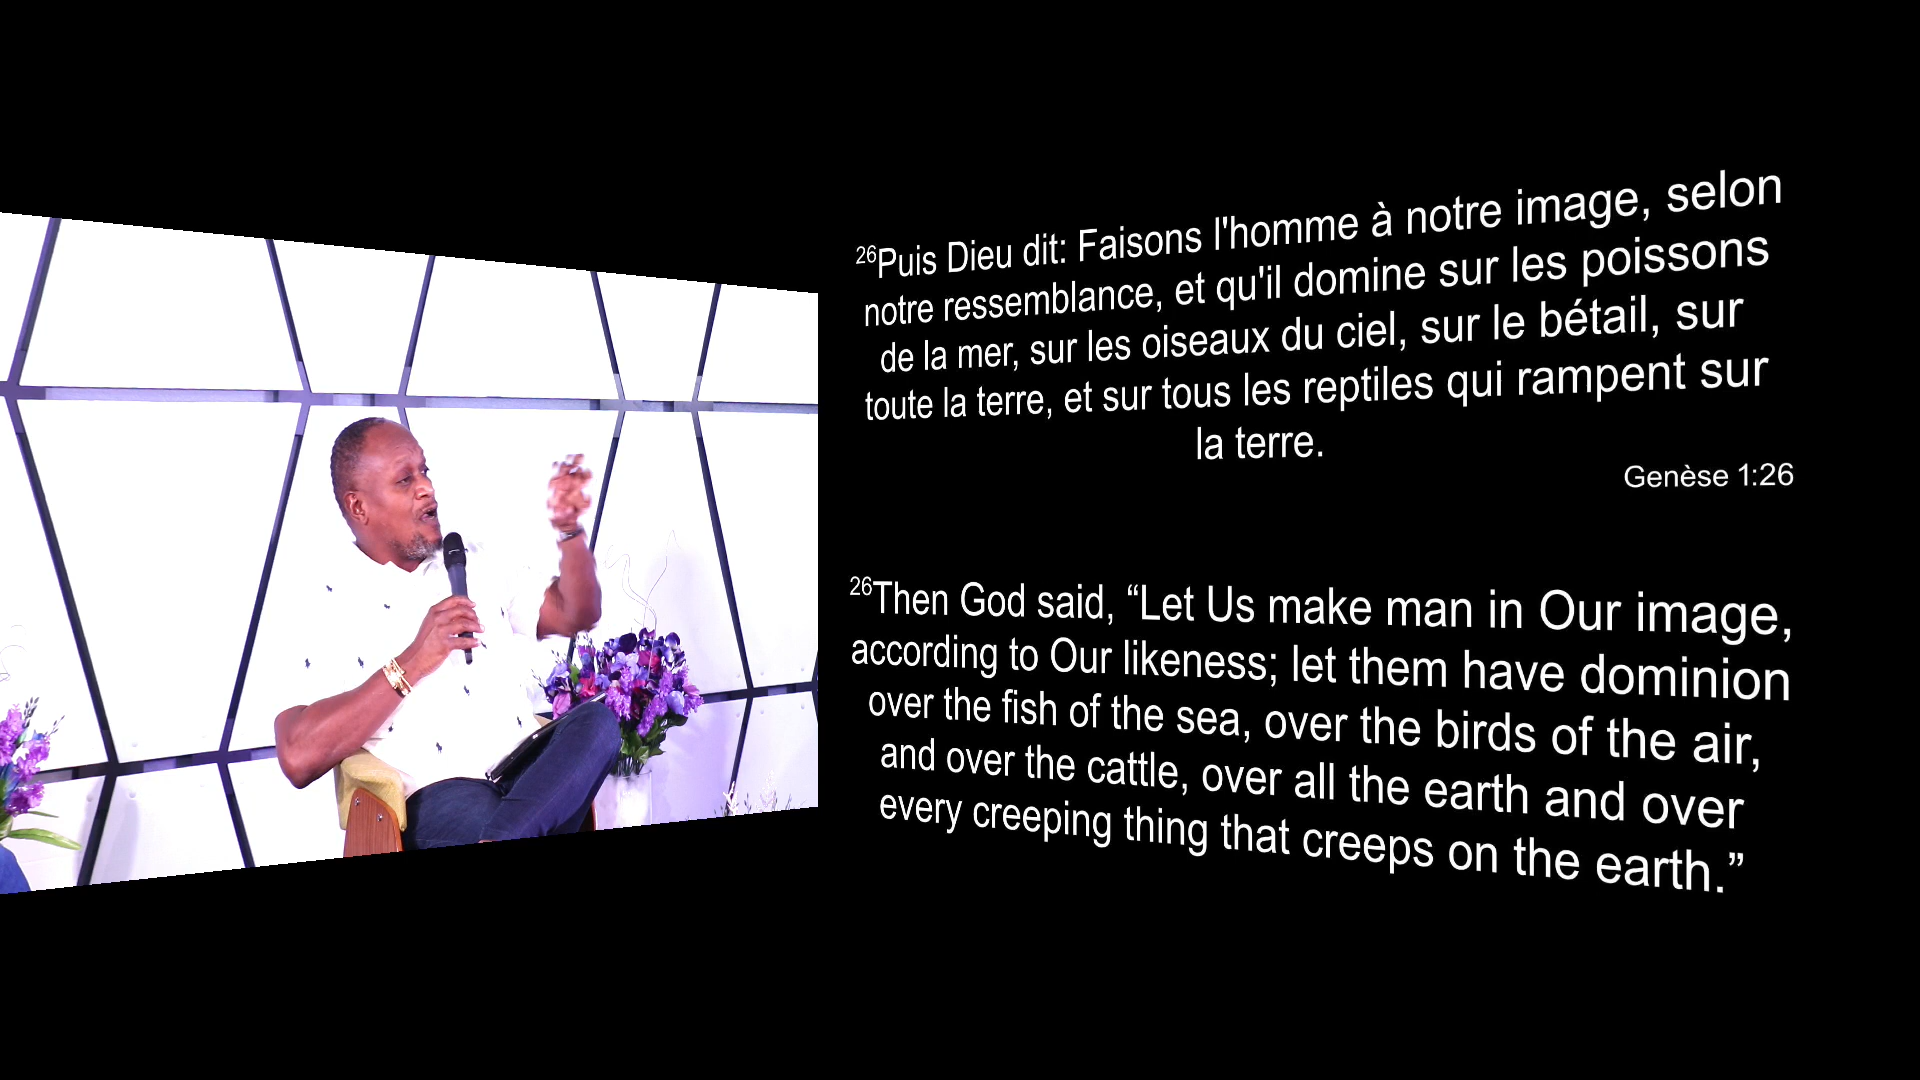 26Puis Dieu dit: Faisons l'homme à notre image, selon
notre ressemblance, et qu'il domine sur les poissons
de la mer, sur les oiseaux du ciel, sur le bétail, sur
toute la terre, et sur tous les reptiles qui rampent sur
la terre.
Genèse 1:26
26Then God said, “Let Us make man in Our image,
according to Our likeness; let them have dominion
over the fish of the sea, over the birds of the air,
and over the cattle, over all the earth and over
every creeping thing that creeps on the earth.”